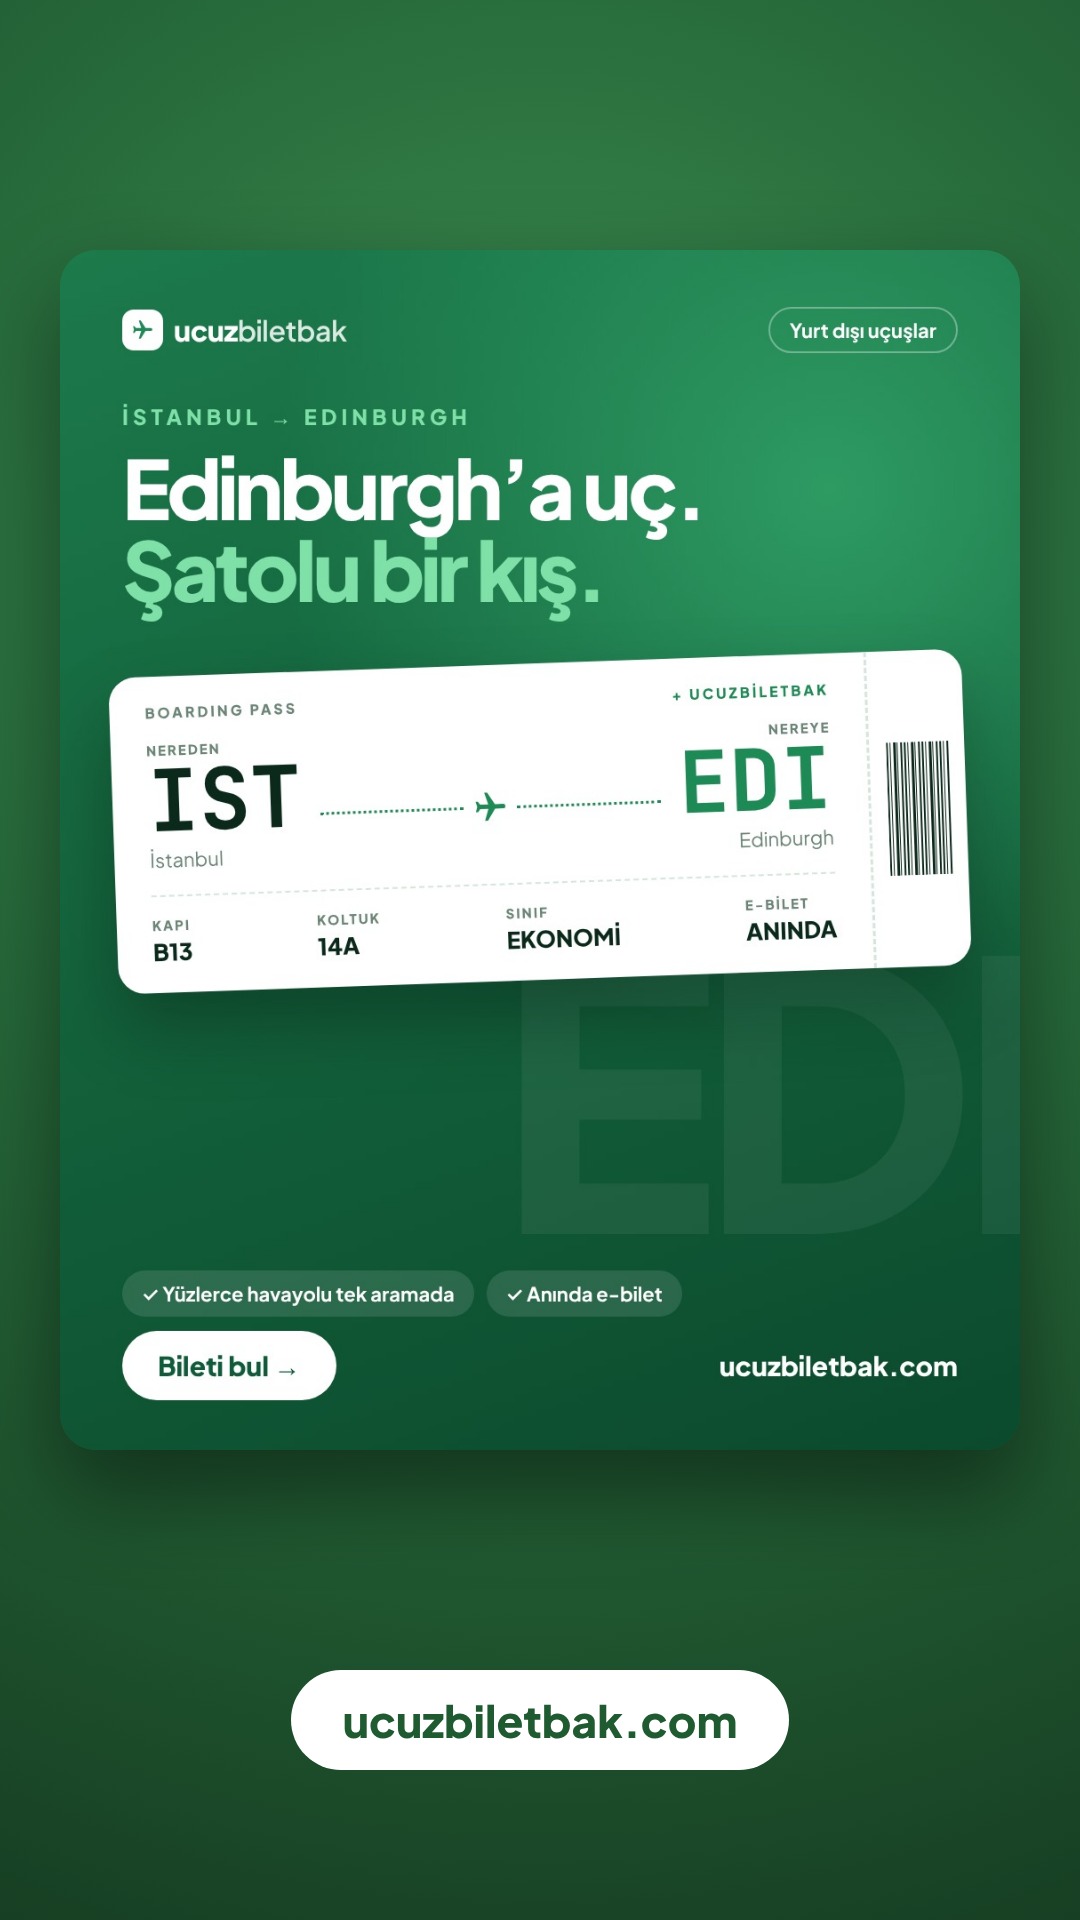 ucuzbiletbak
Yurt dışı uçuşlar
İSTANBUL → EDINBURGH
Edinburgh’a uç.
Şatolu bir kış.
BOARDING PASS
+ UCUZBİLETBAK
NEREDEN
NEREYE
IST
EDI
İstanbul
Edinburgh
KAPI
KOLTUK
SINIF
E-BİLET
B13
14A
EKONOMİ
ANINDA
EDI
✓ Yüzlerce havayolu tek aramada
✓ Anında e-bilet
Bileti bul →
ucuzbiletbak.com
ucuzbiletbak.com